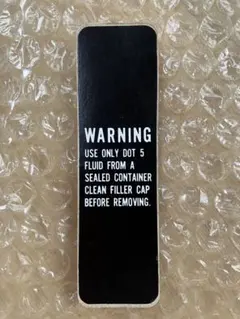 WARNING
USE ONLY DOT 5
FLUID FROM A
SEALED CONTAINER
CLEAN FILLER CAP
BEFORE REMOVING.